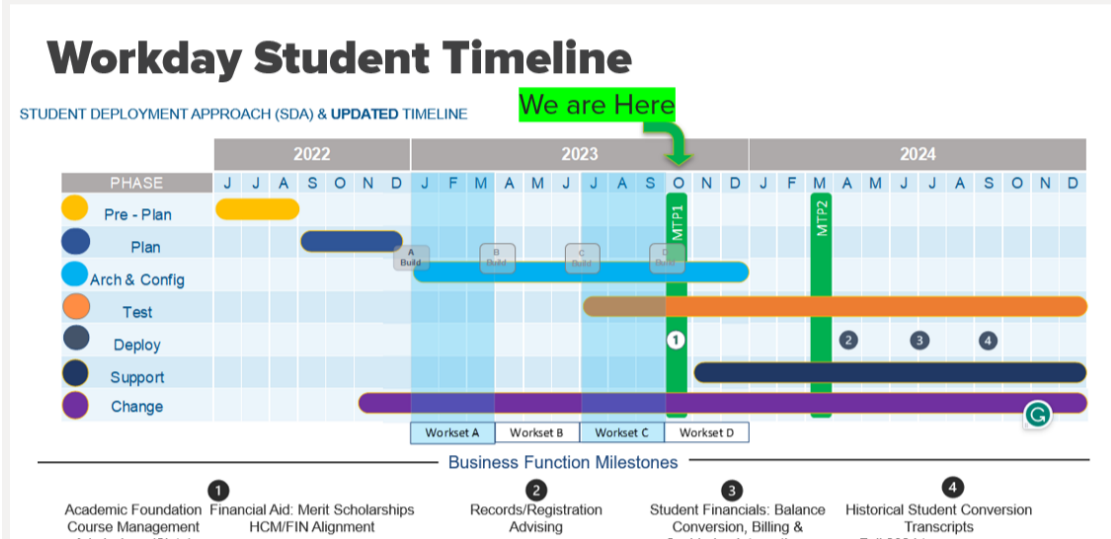 Workday Student Timeline
We are Here
STUDENT DEPLOYMENT APPROACH (SDA) & UPDATED TIMELINE
2022 2023 2024
PHASE J J A S O N D J F M A M J J A S O N D J F M A M J J A S O N D
Pre - Plan
MTP1 MTP2
Plan
A Build B Build C Build D Build
Arch & Config
Test
Deploy 1 2 3 4
Support
Change
G
Workset A Workset B Workset C Workset D
Business Function Milestones
1 2 3 4
Academic Foundation Financial Aid: Merit Scholarships Records/Registration Student Financials: Balance Historical Student Conversion
Course Management HCM/FIN Alignment Advising Conversion, Billing & Transcripts